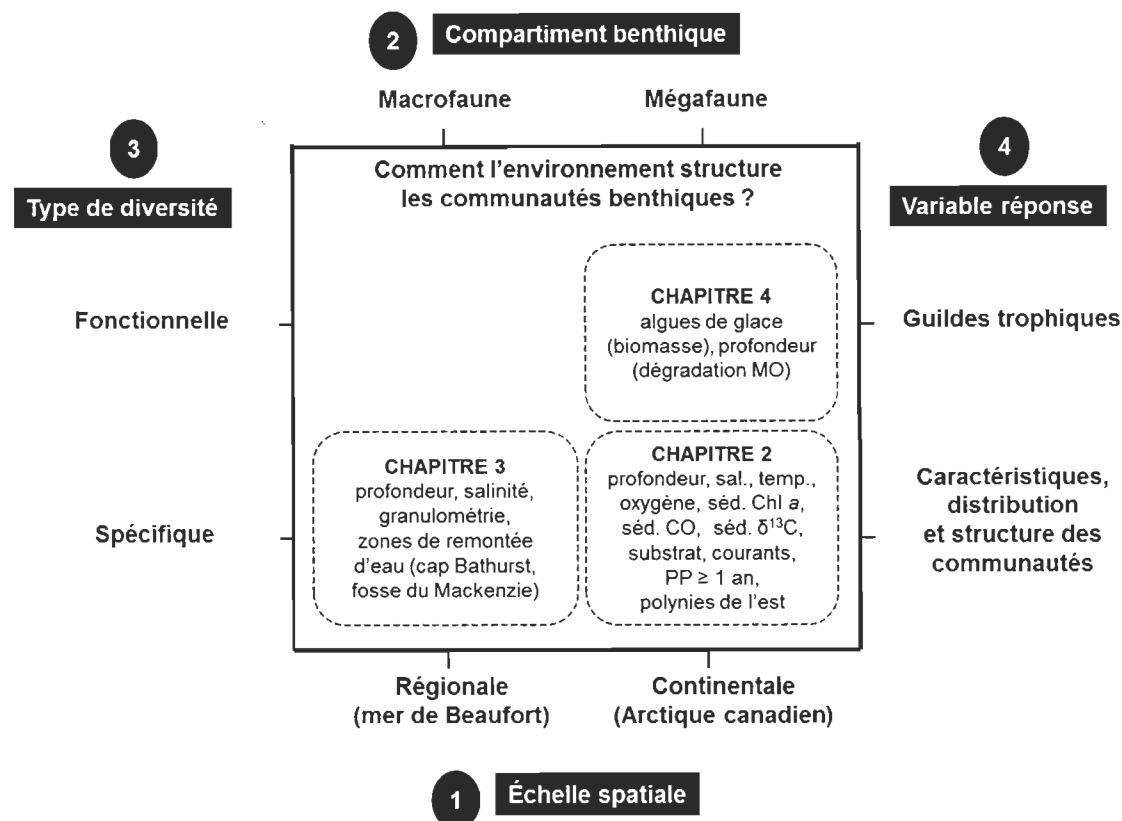 2 Compartiment benthique
Macrofaune Mégafaune
3
Type de diversité
4
Variable réponse
Comment l'environnement structure
les communautés benthiques ?
Fonctionnelle
CHAPITRE 4
algues de glace
(biomasse), profondeur
(dégradation MO)
Guildes trophiques
Spécifique
CHAPITRE 3
profondeur, salinité,
granulométrie,
zones de remontée
d'eau (cap Bathurst,
fosse du Mackenzie)
CHAPITRE 2
profondeur, sal., temp.,
oxygène, séd. Chl a,
séd. CO, séd. δ¹³C,
substrat, courants,
PP ≥ 1 an,
polynies de l'est
Caractéristiques,
distribution
et structure des
communautés
Régionale
(mer de Beaufort)
Continentale
(Arctique canadien)
1 Échelle spatiale